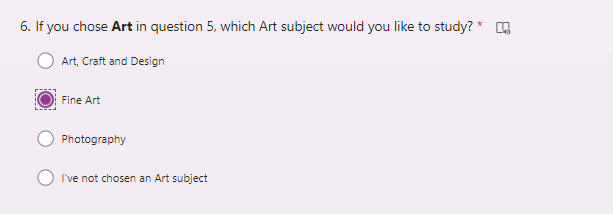 6. If you chose Art in question 5, which Art subject would you like to study? *
Art, Craft and Design
Fine Art
Photography
I've not chosen an Art subject